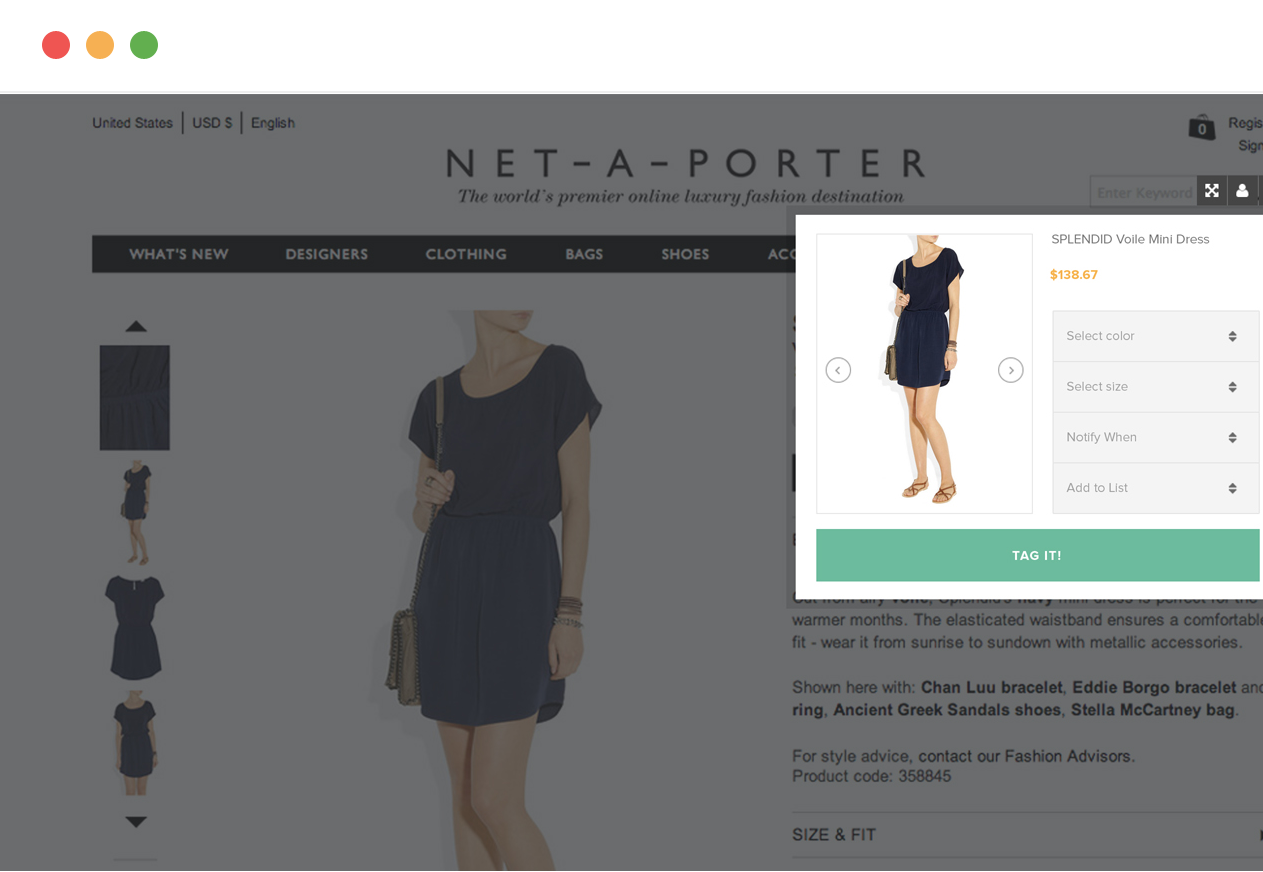 United States | USD $ | English
0
Regis
Sign
NET-A-PORTER
The world's premier online luxury fashion destination
Enter Keyword
WHAT'S NEW DESIGNERS CLOTHING BAGS SHOES ACC
SPLENDID Voile Mini Dress
$138.67
Select color
Select size
Notify When
Add to List
TAG IT!
warmer months. The elasticated waistband ensures a comfortable
fit - wear it from sunrise to sundown with metallic accessories.
Shown here with: Chan Luu bracelet, Eddie Borgo bracelet and
ring, Ancient Greek Sandals shoes, Stella McCartney bag.
For style advice, contact our Fashion Advisors.
Product code: 358845
SIZE & FIT